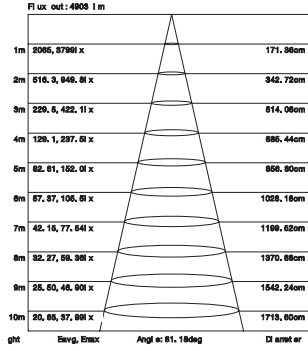 Flux out: 4903 lm
1m 2065, 3799lx 171.36cm
2m 516.3, 949.8lx 342.72cm
3m 229.5, 422.1lx 514.08cm
4m 129.1, 237.5lx 685.44cm
5m 82.61, 152.0lx 856.80cm
6m 57.37, 105.5lx 1028.16cm
7m 42.15, 77.54lx 1199.52cm
8m 32.27, 59.36lx 1370.88cm
9m 25.50, 46.90lx 1542.24cm
10m 20.65, 37.99lx 1713.60cm
ght Eavg, Emax Angle: 81.18deg Diameter